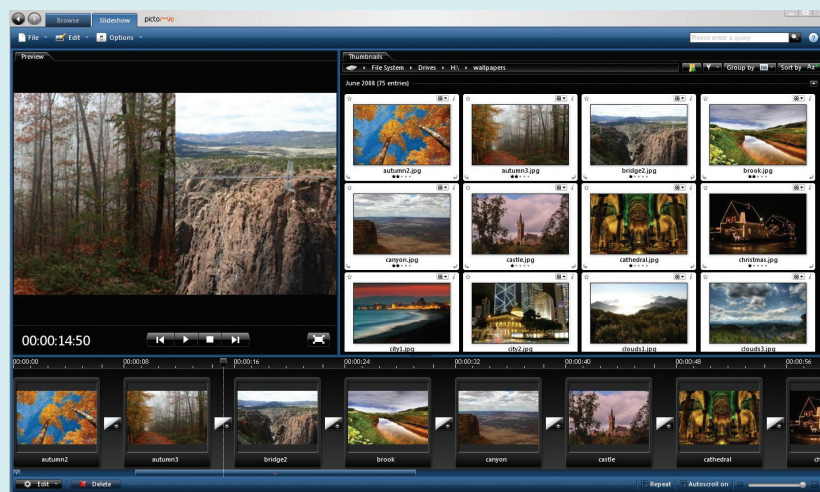 Browse Slideshow pictomio
File Edit Options Please enter a query
Preview Thumbnails
File System Drives H:\ wallpapers Group by Sort by
June 2008 (75 entries)
autumn2.jpg autumn3.jpg bridge2.jpg brook.jpg
canyon.jpg castle.jpg cathedral.jpg christmas.jpg
city1.jpg city2.jpg clouds1.jpg clouds3.jpg
00:00:14:50
00:00:00 00:00:08 00:00:16 00:00:24 00:00:32 00:00:40 00:00:48 00:00:56
autumn2 autumn3 bridge2 brook canyon castle cathedral ch
Edit Delete Repeat Autoscroll on